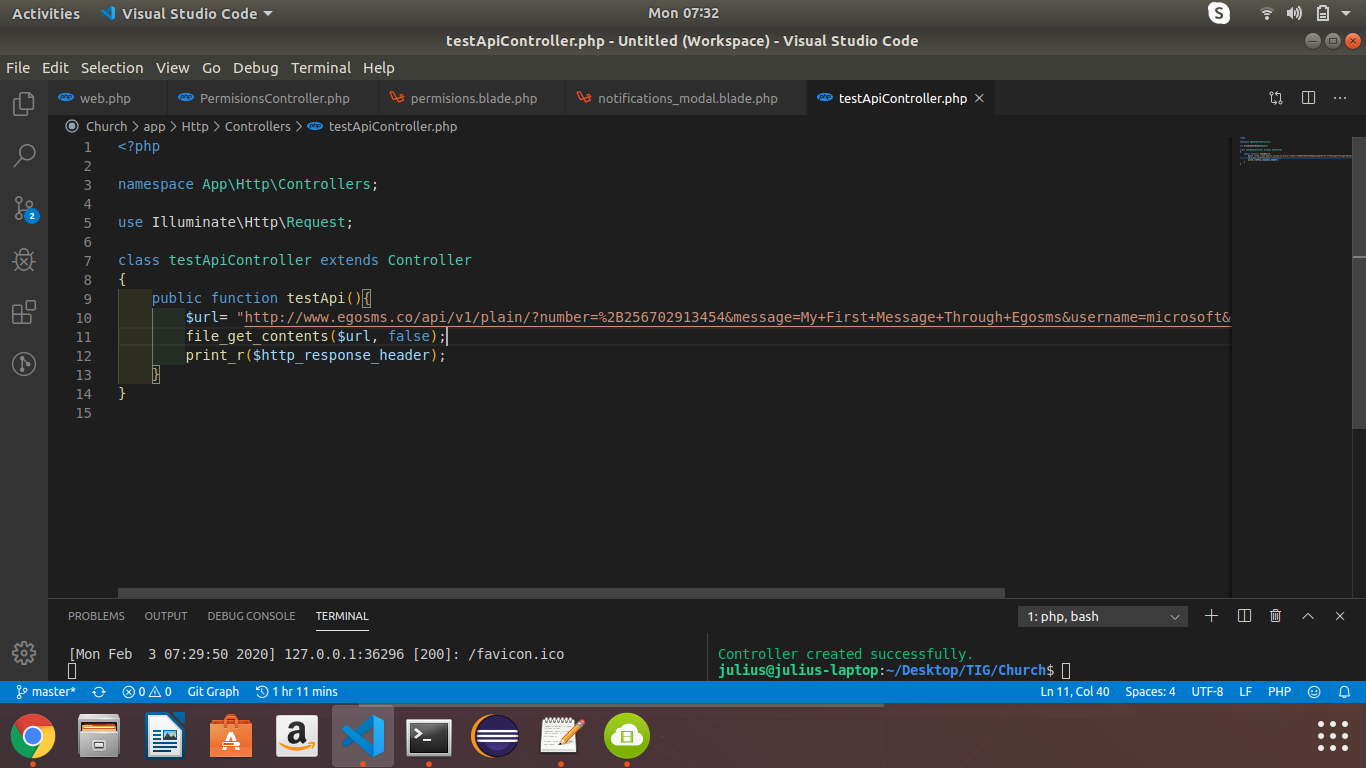 Activities Visual Studio Code Mon 07:32 S
testApiController.php - Untitled (Workspace) - Visual Studio Code
File Edit Selection View Go Debug Terminal Help
php web.php php PermisionsController.php permisions.blade.php notifications_modal.blade.php php testApiController.php
Church > app > Http > Controllers > php testApiController.php
1 <?php
2
3 namespace App\Http\Controllers;
4
5 use Illuminate\Http\Request;
6
7 class testApiController extends Controller
8 {
9 public function testApi(){
10 $url= "http://www.egosms.co/api/v1/plain/?number=%2B256702913454&message=My+First+Message+Through+Egosms&username=microsoft&
11 file_get_contents($url, false);
12 print_r($http_response_header);
13 }
14 }
15
2
PROBLEMS OUTPUT DEBUG CONSOLE TERMINAL 1: php, bash
[Mon Feb  3 07:29:50 2020] 127.0.0.1:36296 [200]: /favicon.ico
Controller created successfully.
julius@julius-laptop:~/Desktop/TIG/Church$
master* 0 0 Git Graph 1 hr 11 mins Ln 11, Col 40 Spaces: 4 UTF-8 LF PHP